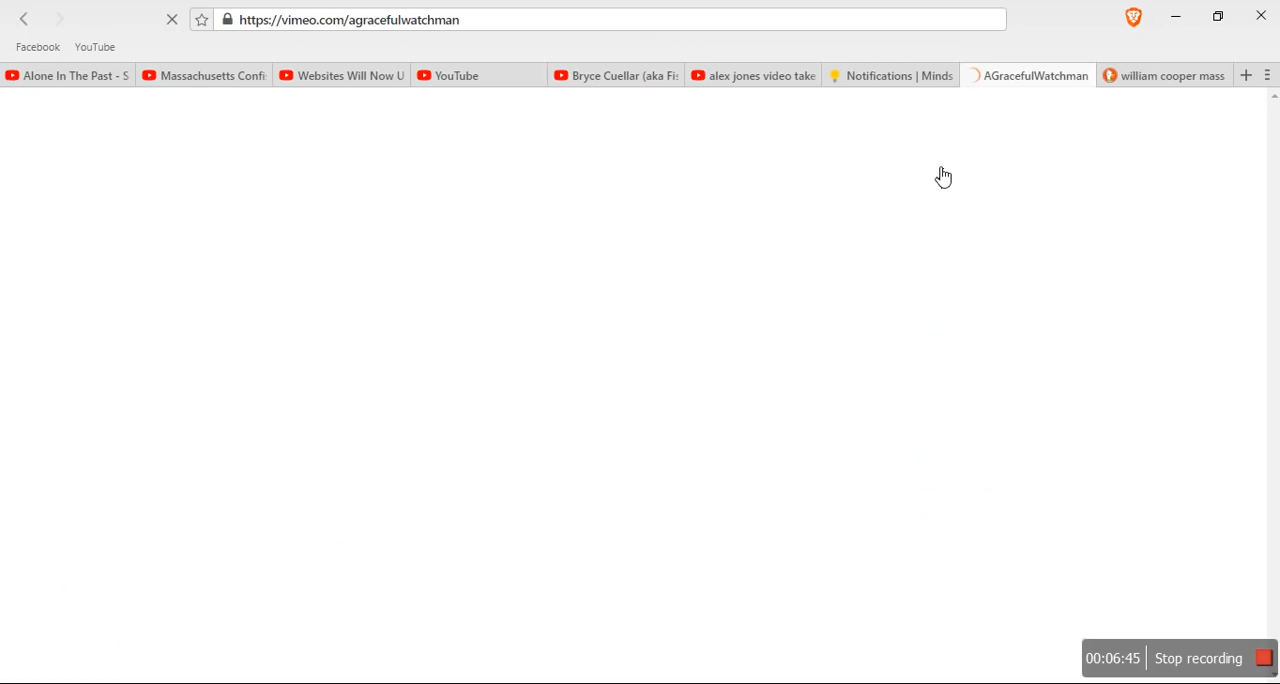 https://vimeo.com/agracefulwatchman
Facebook YouTube
Alone In The Past - S Massachusetts Confi Websites Will Now U YouTube Bryce Cuellar (aka Fis alex jones video take Notifications | Minds AGracefulWatchman william cooper mass
00:06:45 Stop recording